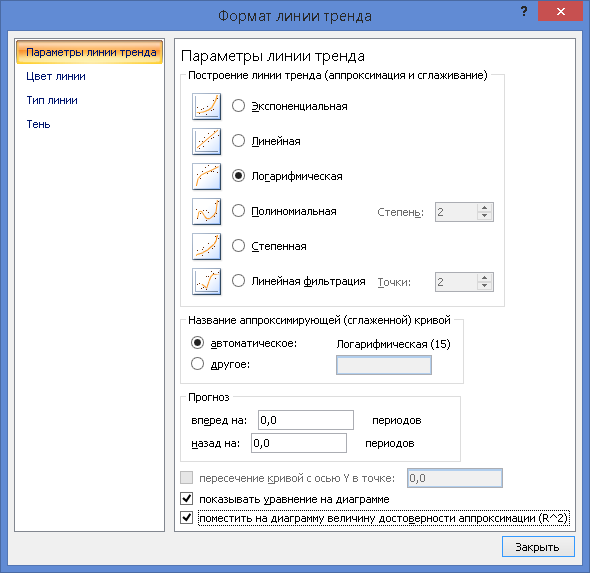 Формат линии тренда
?
Параметры линии тренда
Цвет линии
Тип линии
Тень
Параметры линии тренда
Построение линии тренда (аппроксимация и сглаживание)
Экспоненциальная
Линейная
Логарифмическая
Полиномиальная Степень: 2
Степенная
Линейная фильтрация Точки: 2
Название аппроксимирующей (сглаженной) кривой
автоматическое: Логарифмическая (15)
другое:
Прогноз
вперед на: 0,0 периодов
назад на: 0,0 периодов
пересечение кривой с осью Y в точке: 0,0
показывать уравнение на диаграмме
поместить на диаграмму величину достоверности аппроксимации (R^2)
Закрыть